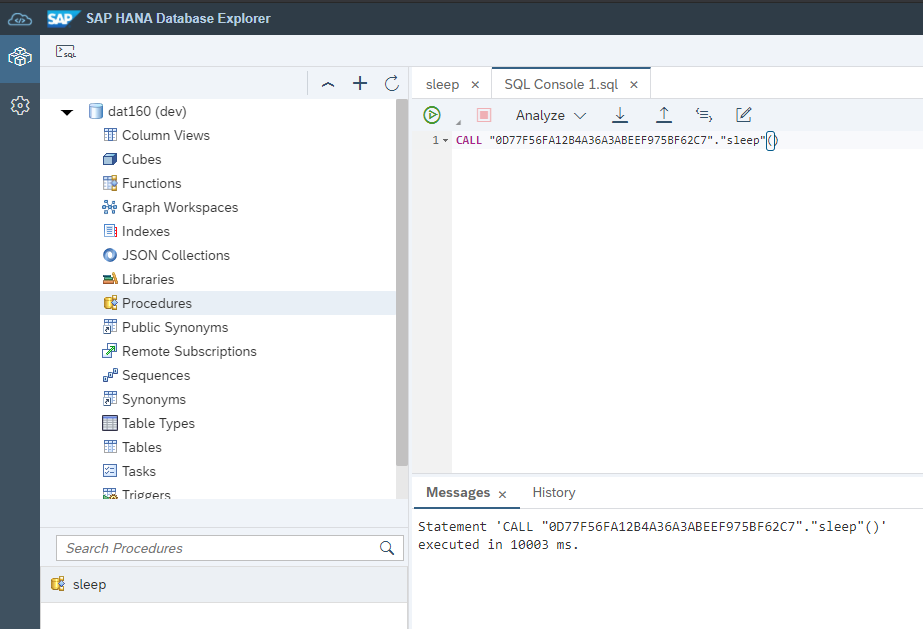 SAP SAP HANA Database Explorer
SQL
dat160 (dev)
Column Views
Cubes
Functions
Graph Workspaces
Indexes
JSON Collections
Libraries
Procedures
Public Synonyms
Remote Subscriptions
Sequences
Synonyms
Table Types
Tables
Tasks
Triggers
Search Procedures
sleep
sleep × SQL Console 1.sql ×
Analyze
1 CALL "0D77F56FA12B4A36A3ABEEF975BF62C7"."sleep"()
Messages × History
Statement 'CALL "0D77F56FA12B4A36A3ABEEF975BF62C7"."sleep"()'
executed in 10003 ms.